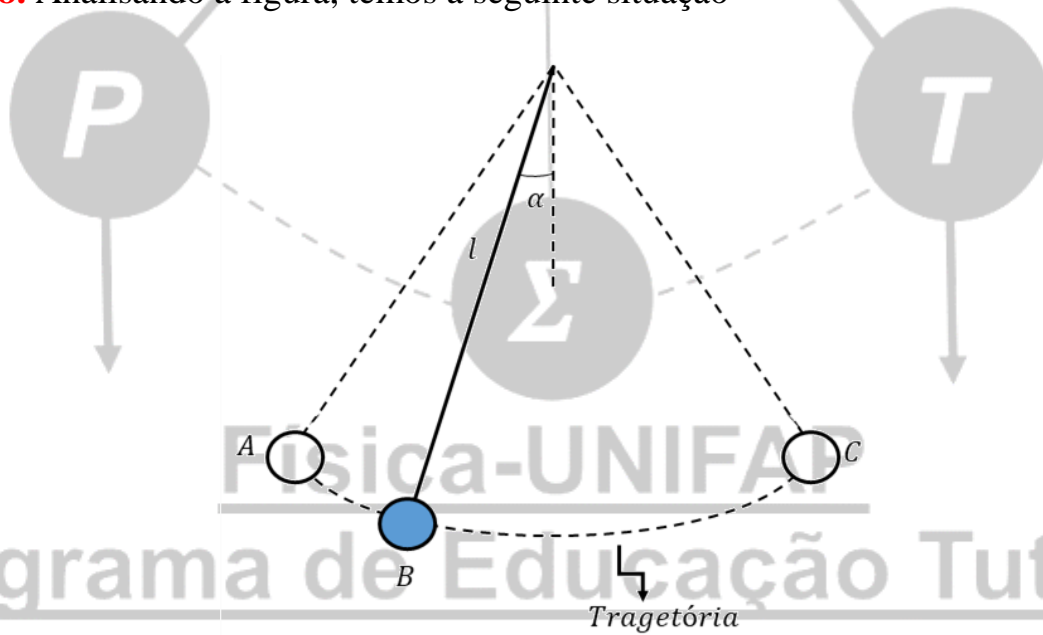 6. Analisando a figura, temos a seguinte situação
P
T
α
l
Σ
A
C
Física-UNIFAP
B
grama de Educação Tut
Tragetória